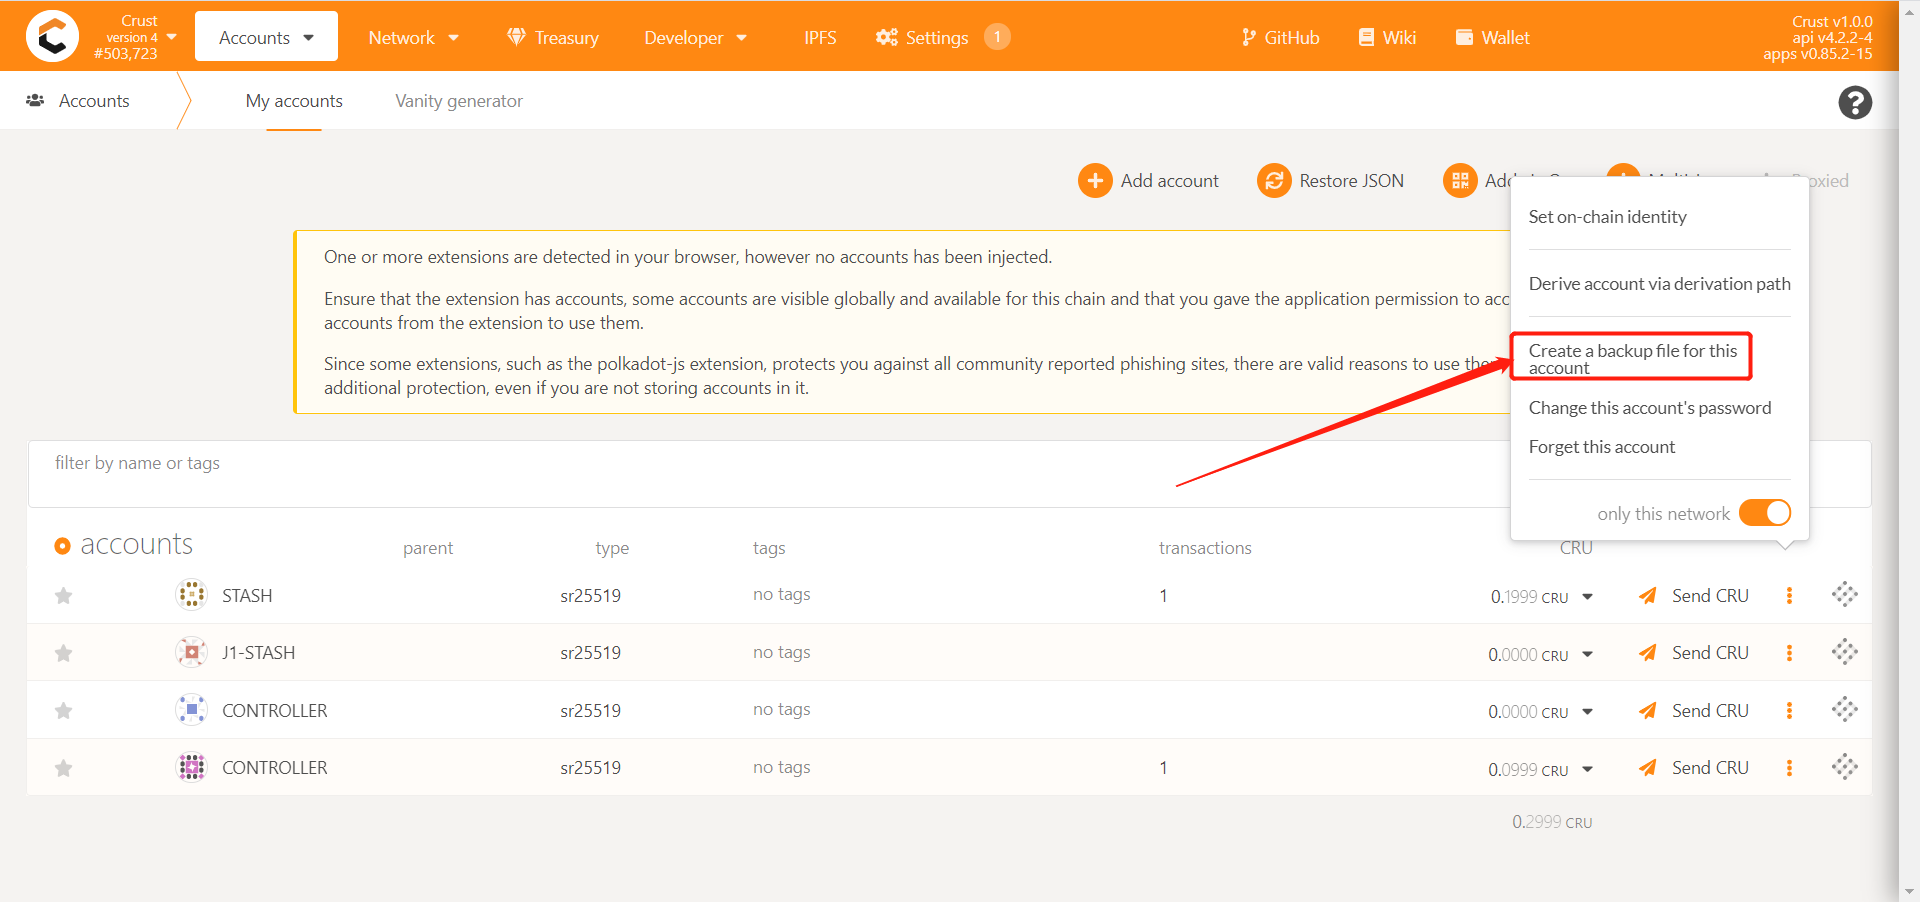 Crust
version 4
#503,723
Accounts
Network
Treasury
Developer
IPFS
Settings
1
GitHub
Wiki
Wallet
Crust v1.0.0
api v4.2.2-4
apps v0.85.2-15
Accounts
My accounts
Vanity generator
?
Add account
Restore JSON
One or more extensions are detected in your browser, however no accounts has been injected.
Ensure that the extension has accounts, some accounts are visible globally and available for this chain and that you gave the application permission to
accounts from the extension to use them.
Since some extensions, such as the polkadot-js extension, protects you against all community reported phishing sites, there are valid reasons to use
additional protection, even if you are not storing accounts in it.
Set on-chain identity
Derive account via derivation path
Create a backup file for this
account
Change this account's password
Forget this account
only this network
filter by name or tags
accounts
parent
type
tags
transactions
CRU
STASH
sr25519
no tags
1
0.1999 CRU
Send CRU
J1-STASH
sr25519
no tags
0.0000 CRU
Send CRU
CONTROLLER
sr25519
no tags
0.0000 CRU
Send CRU
CONTROLLER
sr25519
no tags
1
0.0999 CRU
Send CRU
0.2999 CRU